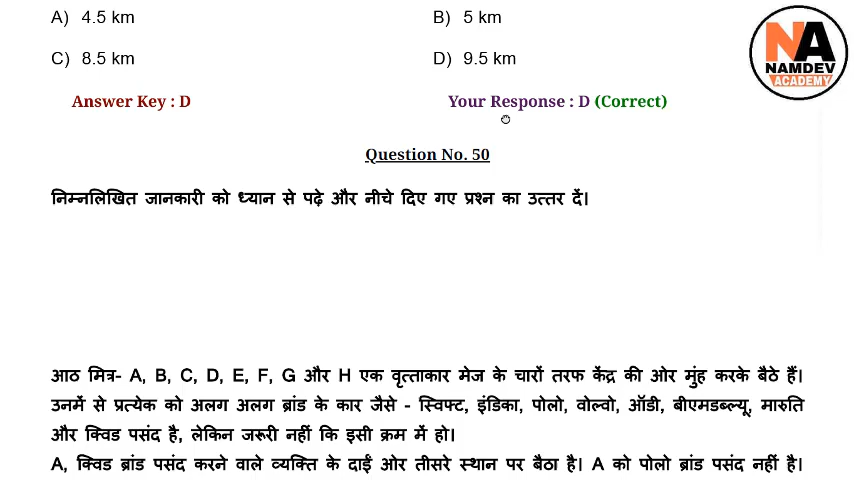 A) 4.5 km B) 5 km
C) 8.5 km D) 9.5 km
NA
NAMDEV
ACADEMY
Answer Key : D Your Response : D (Correct)
Question No. 50
निम्नलिखित जानकारी को ध्यान से पढ़े और नीचे दिए गए प्रश्न का उत्तर दें।
आठ मित्र- A, B, C, D, E, F, G और H एक वृत्ताकार मेज के चारों तरफ केंद्र की ओर मुंह करके बैठे हैं।
उनमें से प्रत्येक को अलग अलग ब्रांड के कार जैसे - स्विफ्ट, इंडिका, पोलो, वोल्वो, ऑडी, बीएमडब्ल्यू, मारुति
और क्विड पसंद है, लेकिन जरूरी नहीं कि इसी क्रम में हो।
A, क्विड ब्रांड पसंद करने वाले व्यक्ति के दाईं ओर तीसरे स्थान पर बैठा है। A को पोलो ब्रांड पसंद नहीं है।